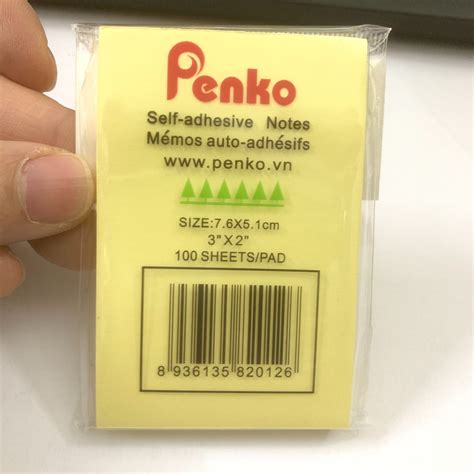 Penko
Self-adhesive Notes
Mémos auto-adhésifs
www.penko.vn
SIZE:7.6X5.1cm
3"X2"
100 SHEETS/PAD
8 936135 820126